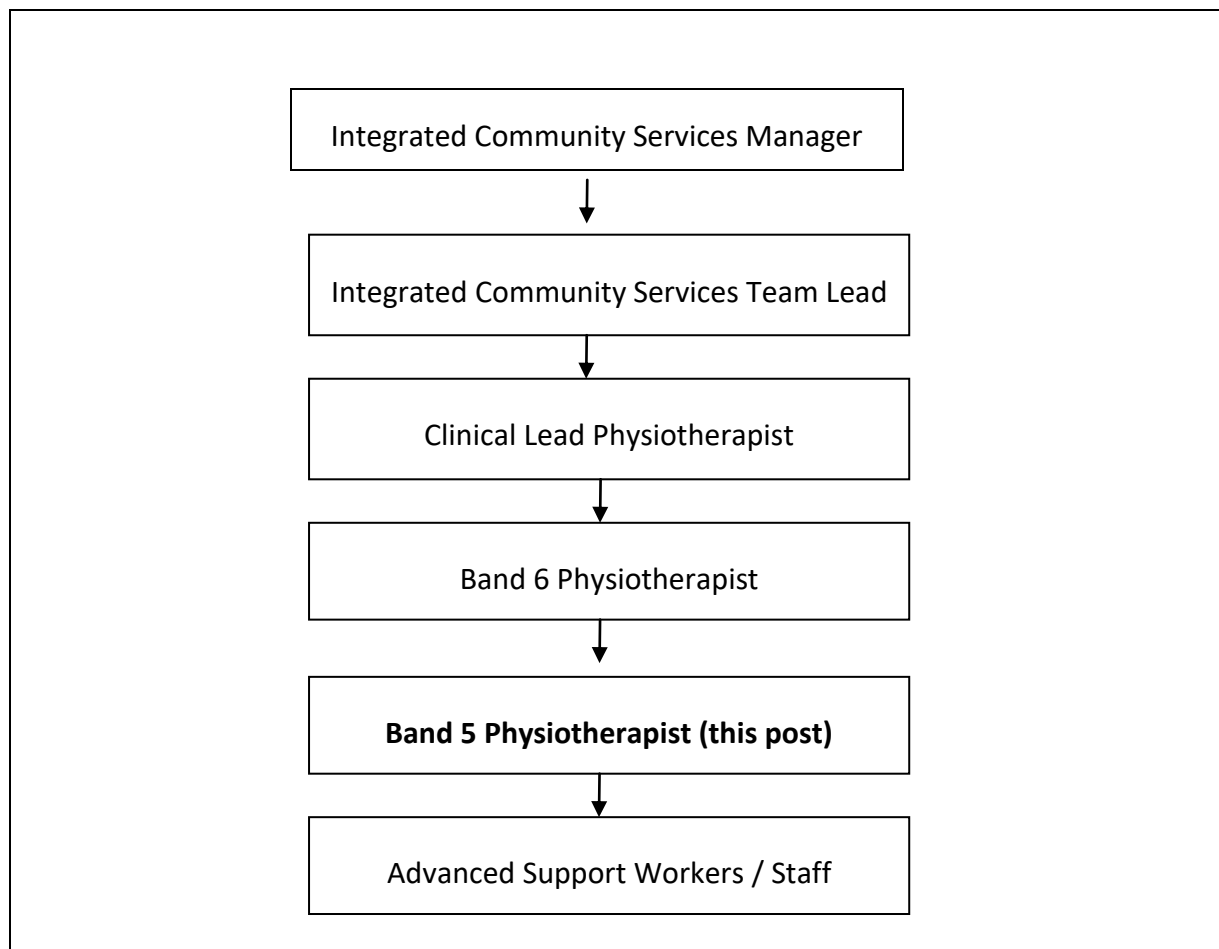 Integrated Community Services Manager
Integrated Community Services Team Lead
Clinical Lead Physiotherapist
Band 6 Physiotherapist
Band 5 Physiotherapist (this post)
Advanced Support Workers / Staff